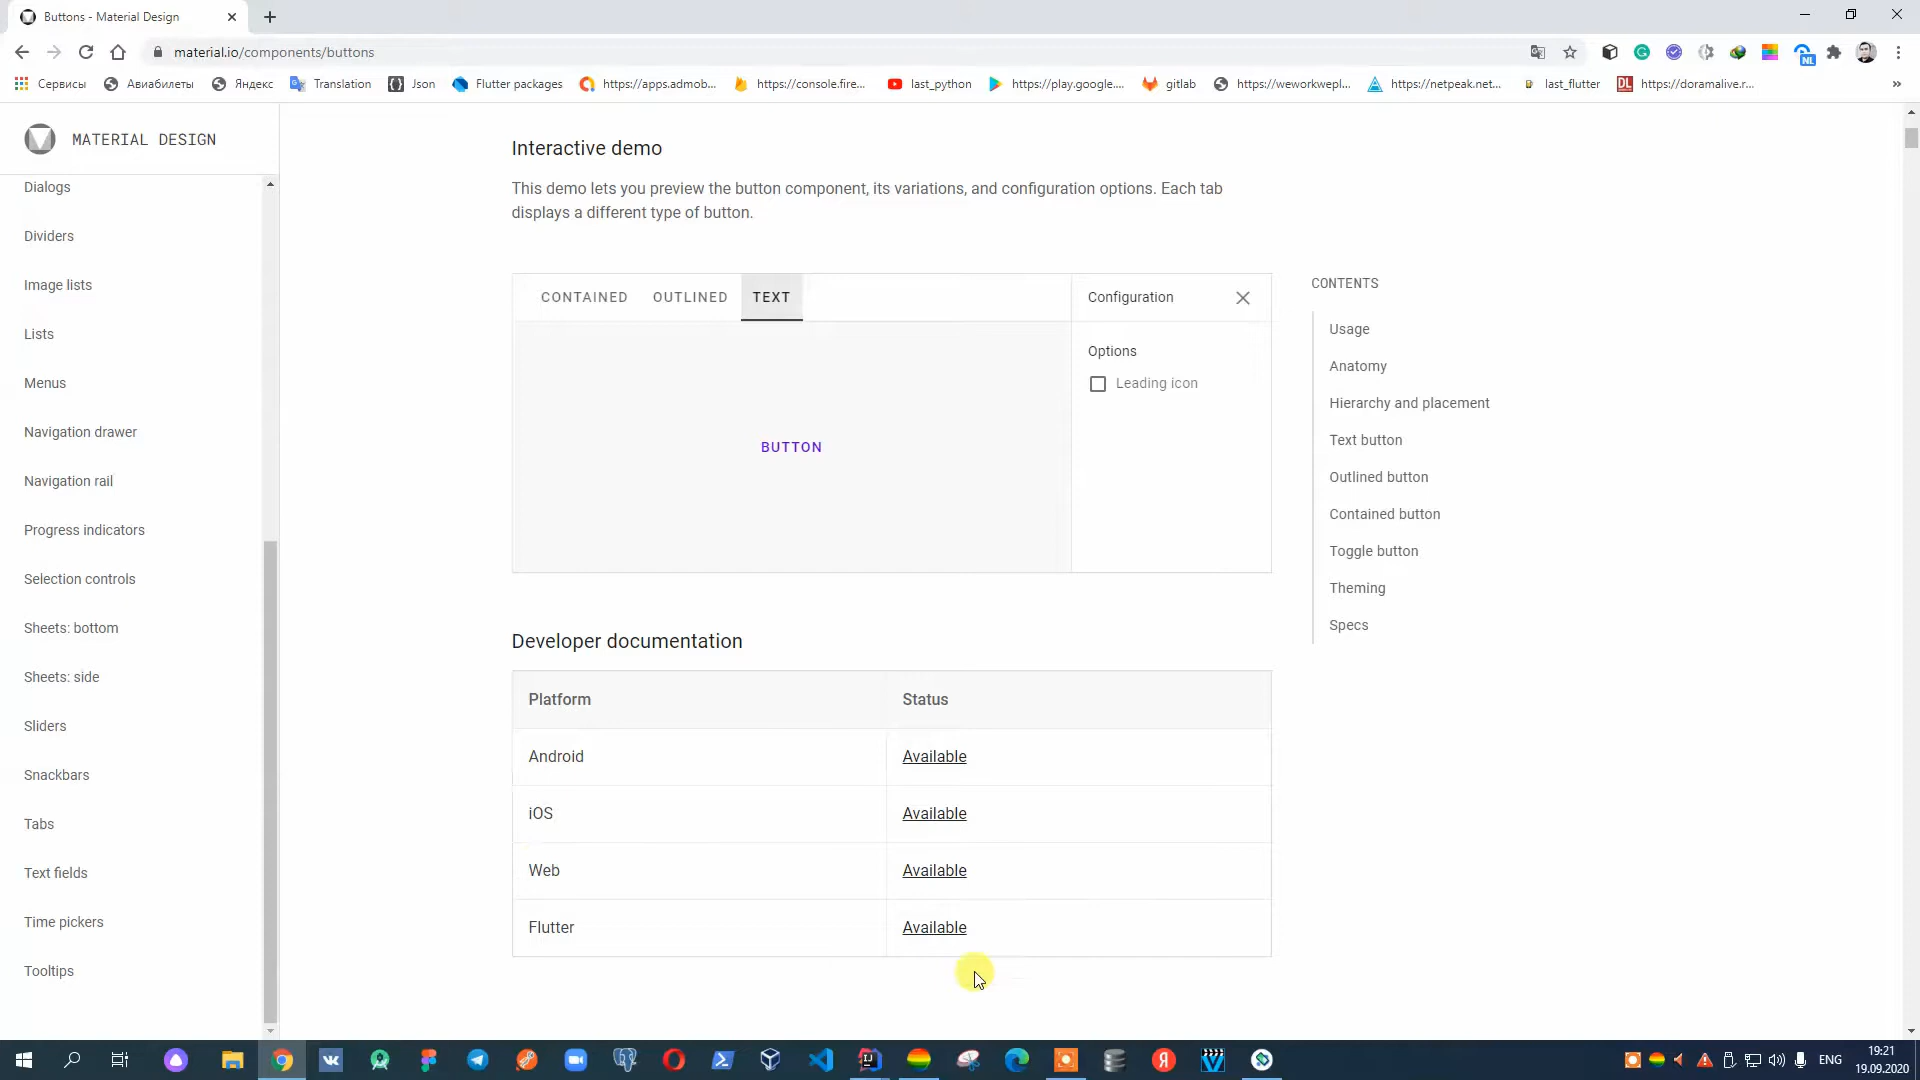 Buttons - Material Design
material.io/components/buttons
Сервисы
Авиабилеты
Яндекс
Translation
Json
Flutter packages
https://apps.admob...
https://console.fire...
last_python
https://play.google....
gitlab
https://weworkwepl...
https://netpeak.net...
last_flutter
https://doramalive.r...
MATERIAL DESIGN
Dialogs
Dividers
Image lists
Lists
Menus
Navigation drawer
Navigation rail
Progress indicators
Selection controls
Sheets: bottom
Sheets: side
Sliders
Snackbars
Tabs
Text fields
Time pickers
Tooltips
Interactive demo
This demo lets you preview the button component, its variations, and configuration options. Each tab
displays a different type of button.
CONTAINED
OUTLINED
TEXT
Configuration
Options
Leading icon
BUTTON
Developer documentation
Platform
Status
Android
Available
iOS
Available
Web
Available
Flutter
Available
CONTENTS
Usage
Anatomy
Hierarchy and placement
Text button
Outlined button
Contained button
Toggle button
Theming
Specs
ENG
19:21
19.09.2020